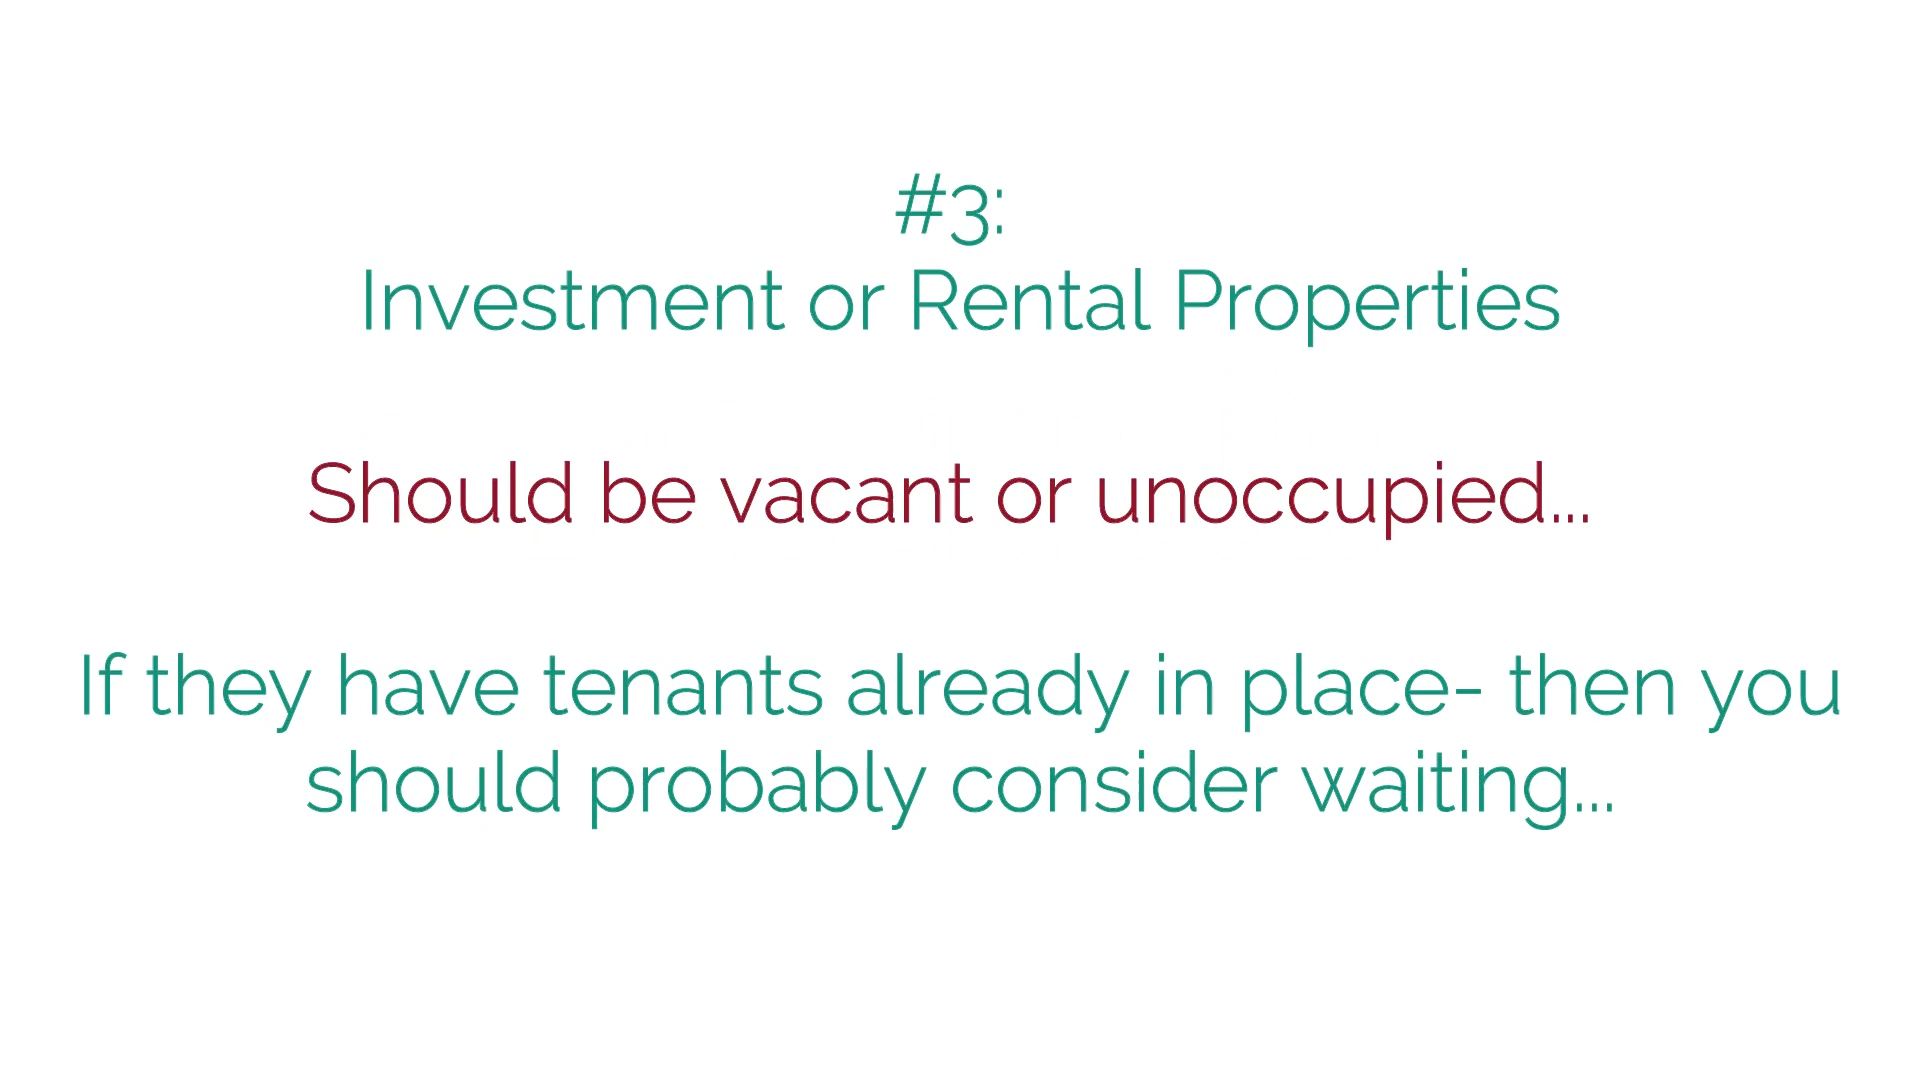 #3:
Investment or Rental Properties
Should be vacant or unoccupied...
If they have tenants already in place- then you
should probably consider waiting...